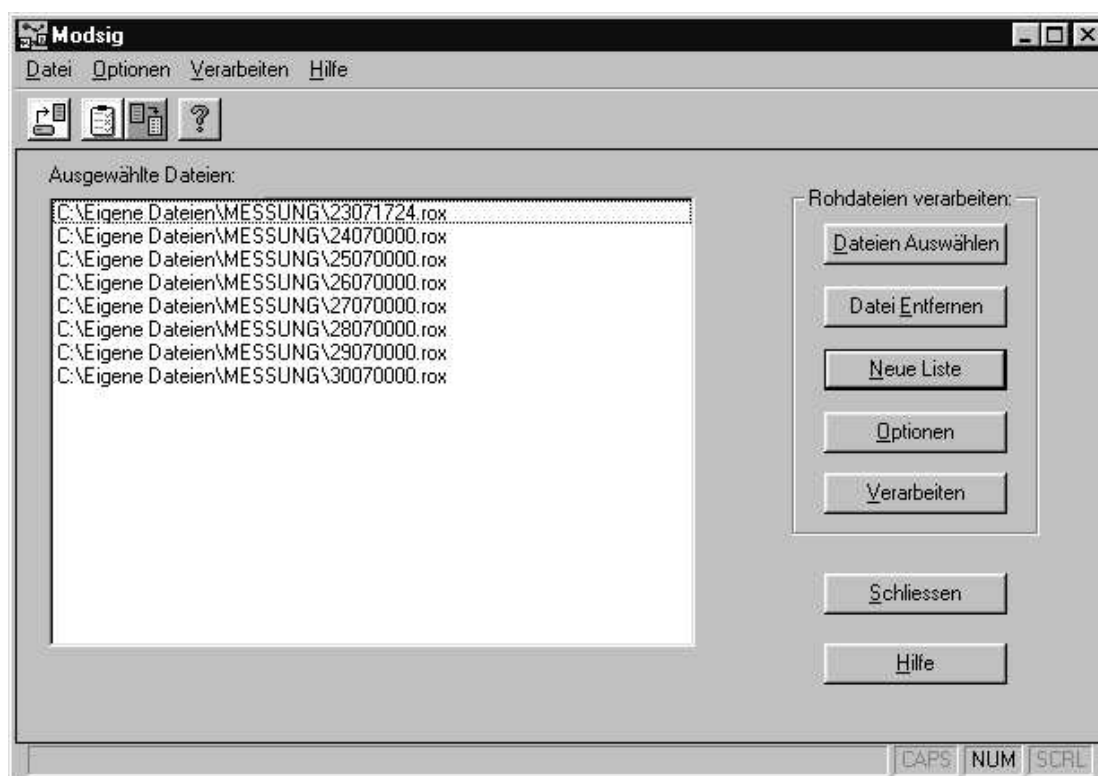 Modsig
Datei Optionen Verarbeiten Hilfe
Ausgewählte Dateien:
C:\Eigene Dateien\MESSUNG\23071724.rox
C:\Eigene Dateien\MESSUNG\24070000.rox
C:\Eigene Dateien\MESSUNG\25070000.rox
C:\Eigene Dateien\MESSUNG\26070000.rox
C:\Eigene Dateien\MESSUNG\27070000.rox
C:\Eigene Dateien\MESSUNG\28070000.rox
C:\Eigene Dateien\MESSUNG\29070000.rox
C:\Eigene Dateien\MESSUNG\30070000.rox
Rohdateien verarbeiten:
Dateien Auswählen
Datei Entfernen
Neue Liste
Optionen
Verarbeiten
Schliessen
Hilfe
CAPS NUM SCRL